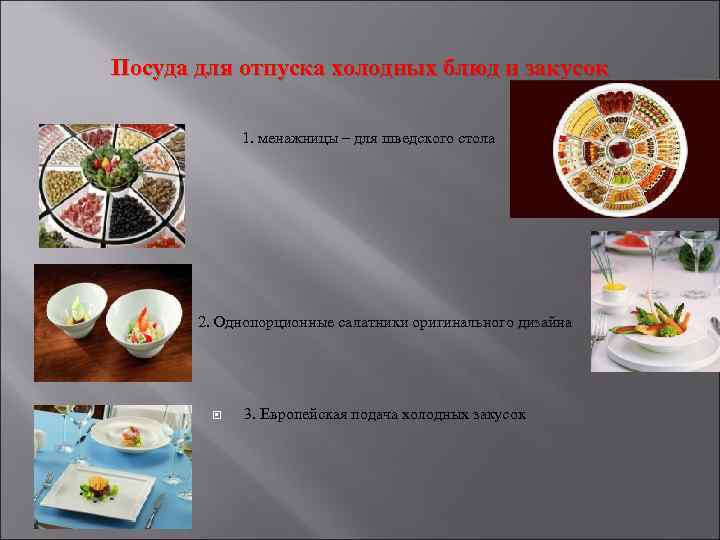 Посуда для отпуска холодных блюд и закусок
1. менажницы – для шведского стола
2. Однопорционные салатники оригинального дизайна
3. Европейская подача холодных закусок